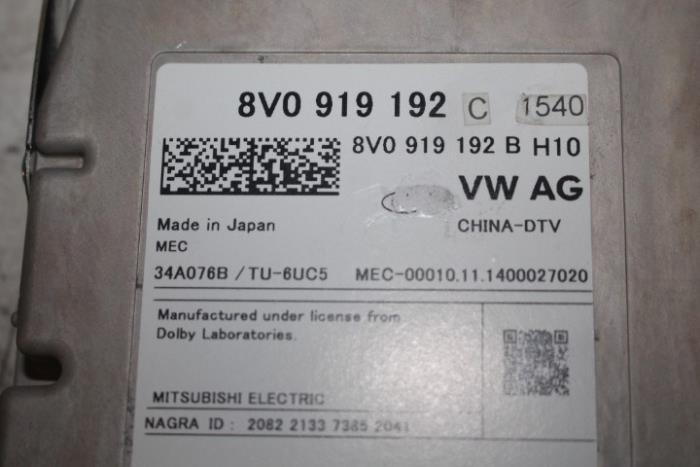 8V0 919 192 C 1540
8V0 919 192 B H10
VW AG
Made in Japan
CHINA-DTV
MEC
34A076B / TU-6UC5 MEC-00010.11.1400027020
Manufactured under license from
Dolby Laboratories.
MITSUBISHI ELECTRIC
NAGRA ID : 2082 2133 7385 2041